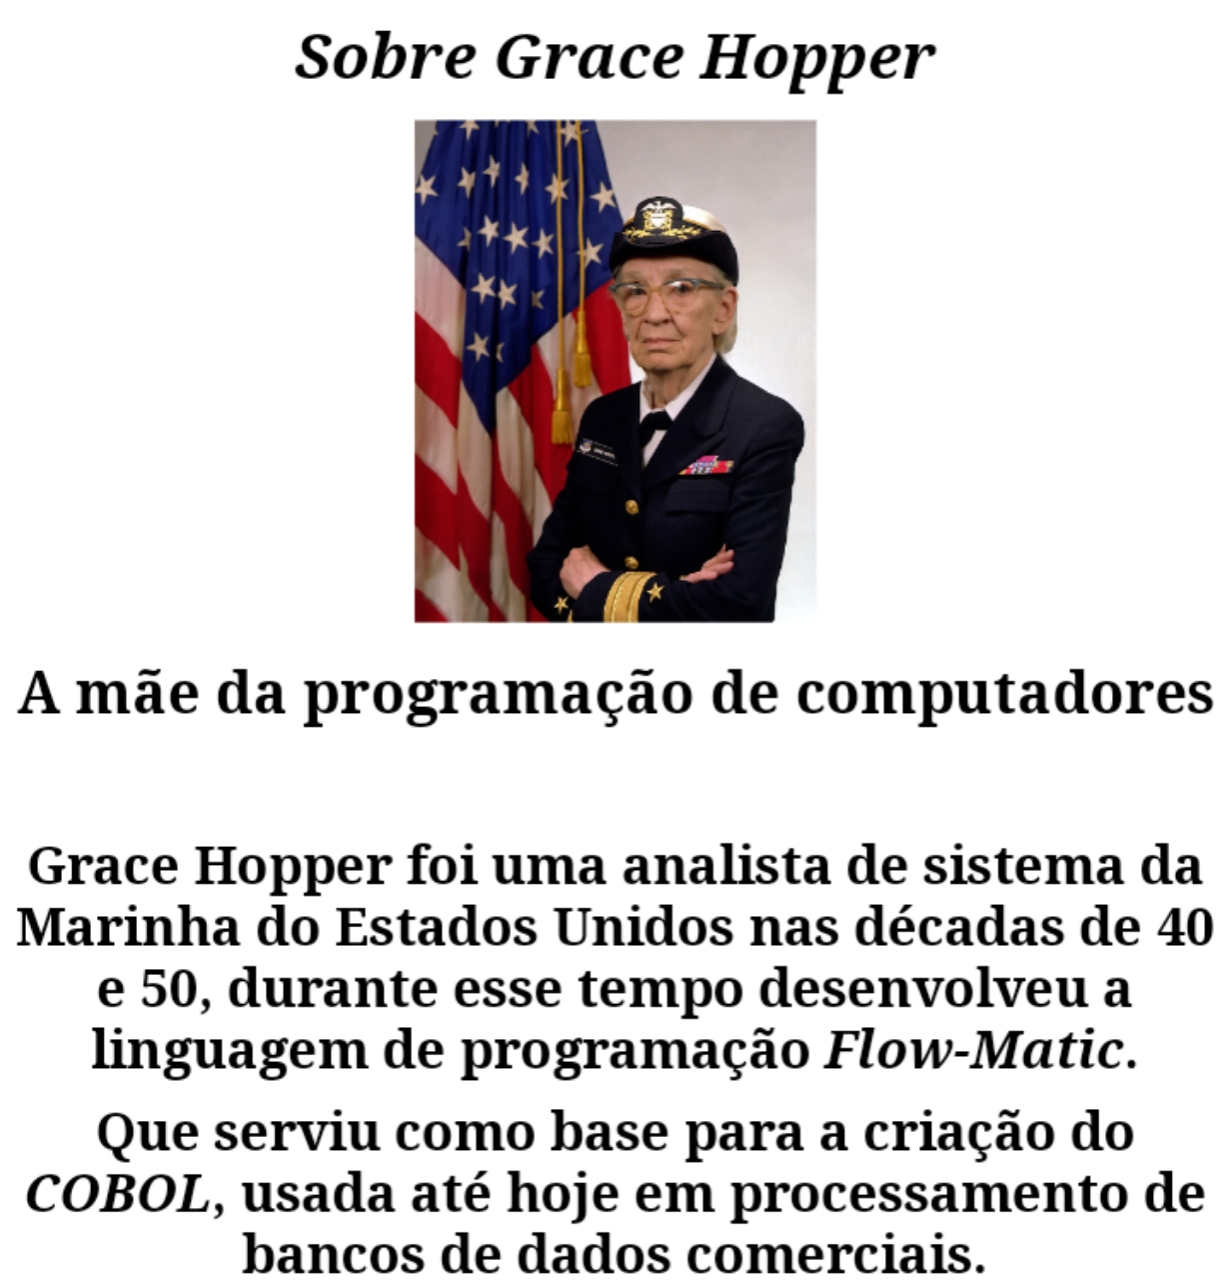 Sobre Grace Hopper
A mãe da programação de computadores
Grace Hopper foi uma analista de sistema da
Marinha do Estados Unidos nas décadas de 40
e 50, durante esse tempo desenvolveu a
linguagem de programação Flow-Matic.
Que serviu como base para a criação do
COBOL, usada até hoje em processamento de
bancos de dados comerciais.